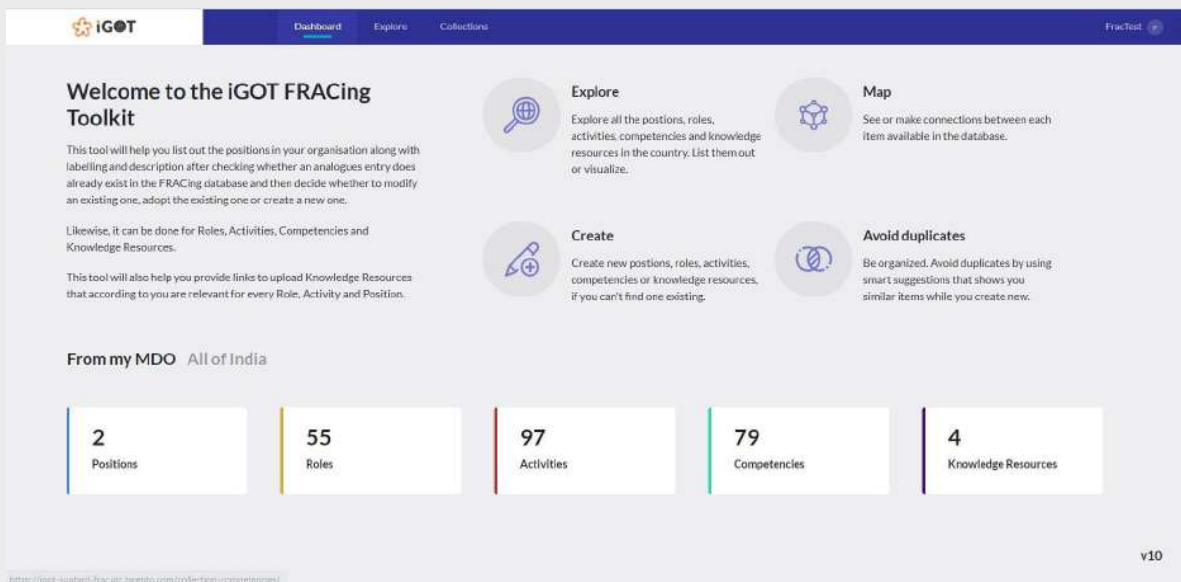 iGOT
Dashboard
Explore
Collections
FracTest
Welcome to the iGOT FRACing
Toolkit
This tool will help you list out the positions in your organisation along with
labelling and description after checking whether an analogues entry does
already exist in the FRACing database and then decide whether to modify
an existing one, adopt the existing one or create a new one.
Likewise, it can be done for Roles, Activities, Competencies and
Knowledge Resources.
This tool will also help you provide links to upload Knowledge Resources
that according to you are relevant for every Role, Activity and Position.
Explore
Explore all the postions, roles,
activities, competencies and knowledge
resources in the country. List them out
or visualize.
Map
See or make connections between each
item available in the database.
Create
Create new postions, roles, activities,
competencies or knowledge resources,
if you can't find one existing.
Avoid duplicates
Be organized. Avoid duplicates by using
smart suggestions that shows you
similar items while you create new.
From my MDO
All of India
2
Positions
55
Roles
97
Activities
79
Competencies
4
Knowledge Resources
v10